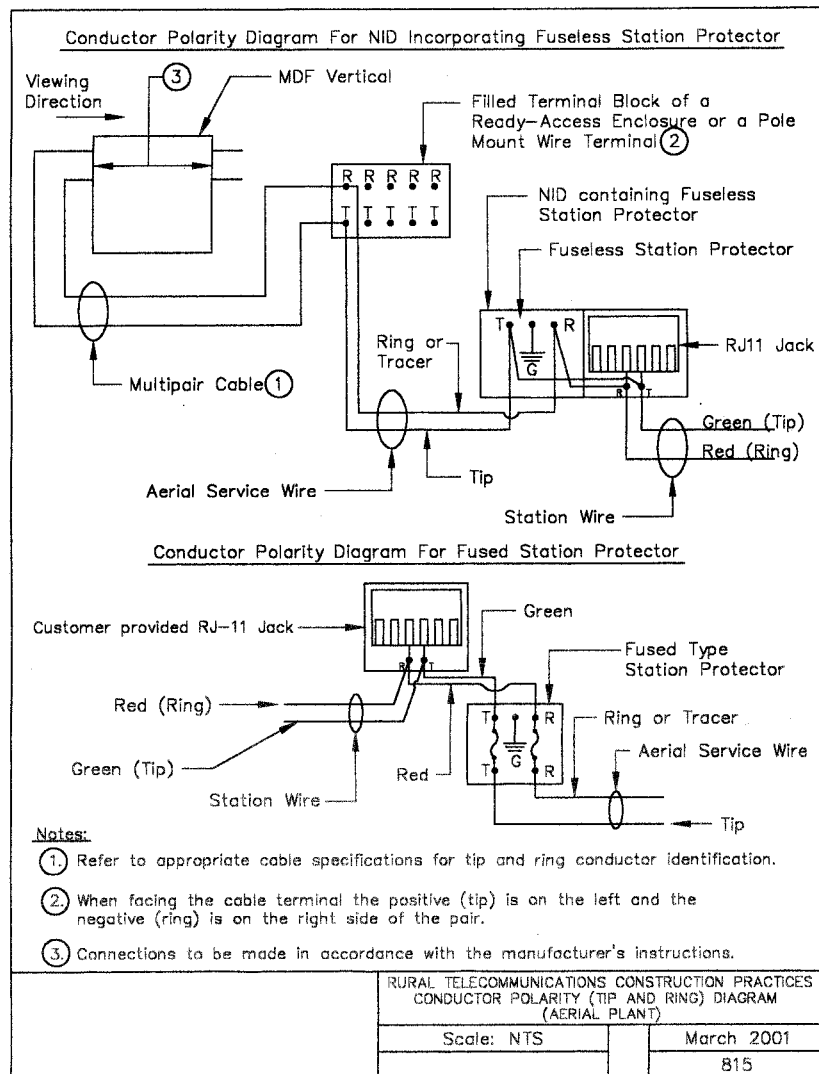 Conductor Polarity Diagram For NID Incorporating Fuseless Station Protector
Viewing
Direction
3
MDF Vertical
Filled Terminal Block of a
Ready-Access Enclosure or a Pole
Mount Wire Terminal 2
R R R R R
T T T T T
NID containing Fuseless
Station Protector
Fuseless Station Protector
T R
G
RJ11 Jack
R T
Ring or
Tracer
Multipair Cable 1
Green (Tip)
Red (Ring)
Aerial Service Wire
Tip
Station Wire
Conductor Polarity Diagram For Fused Station Protector
Customer provided RJ-11 Jack
R T
Green
Fused Type
Station Protector
Red (Ring)
T R
Ring or Tracer
G
Aerial Service Wire
Green (Tip)
Red
T R
Station Wire
Tip
Notes:
1. Refer to appropriate cable specifications for tip and ring conductor identification.
2. When facing the cable terminal the positive (tip) is on the left and the
negative (ring) is on the right side of the pair.
3. Connections to be made in accordance with the manufacturer's instructions.
RURAL TELECOMMUNICATIONS CONSTRUCTION PRACTICES
CONDUCTOR POLARITY (TIP AND RING) DIAGRAM
(AERIAL PLANT)
Scale: NTS
March 2001
815